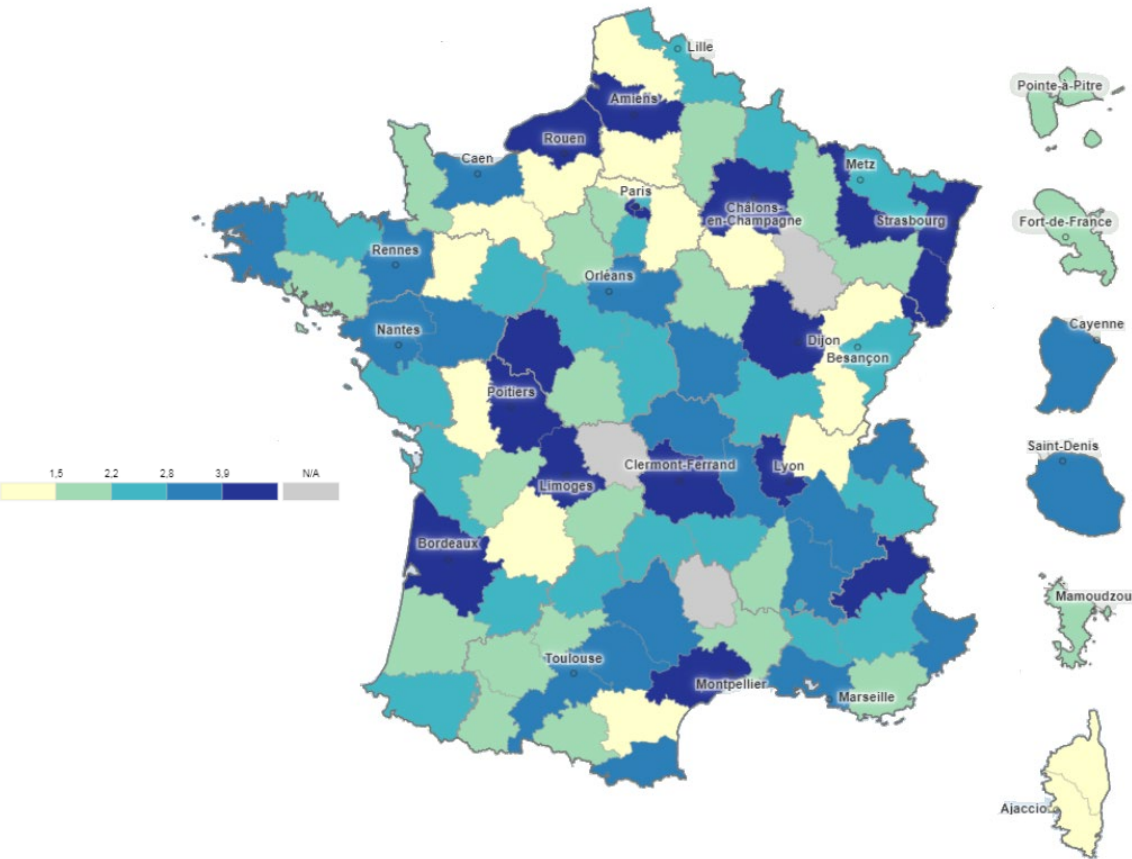 Lille
Pointe-à-Pitre
Amiens
Rouen
Caen
Metz
Paris
Châlons-
en-Champagne
Strasbourg
Fort-de-France
Rennes
Orléans
Cayenne
Nantes
Dijon
Besançon
Poitiers
Saint-Denis
Clermont-Ferrand
Lyon
1,5 2,2 2,8 3,9 N/A
Limoges
Bordeaux
Mamoudzou
Toulouse
Montpellier
Marseille
Ajaccio